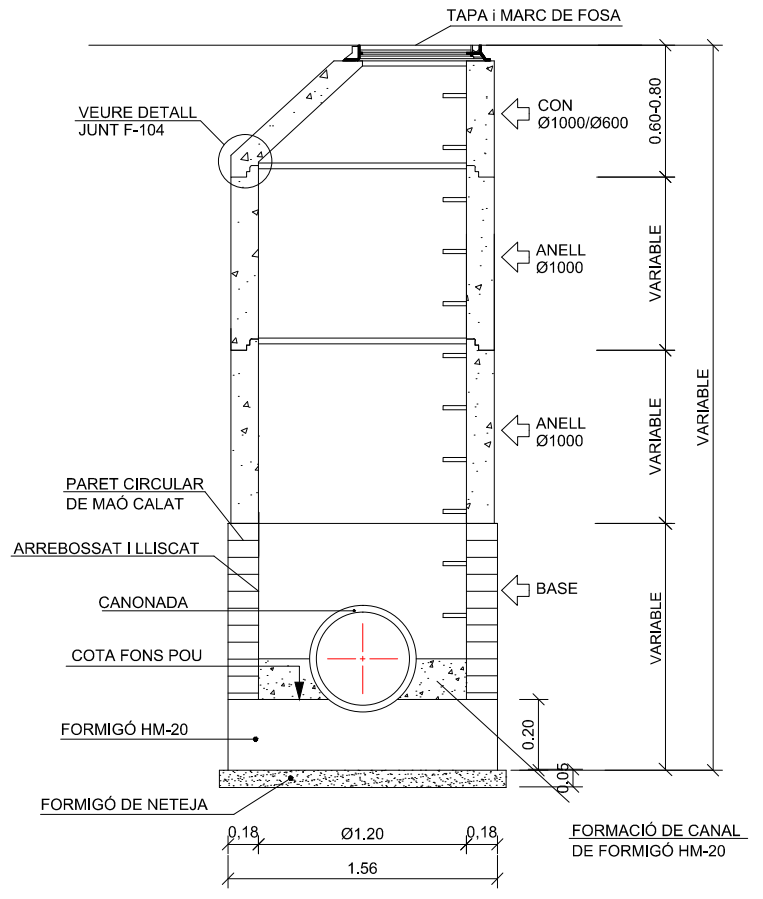 TAPA i MARC DE FOSA
VEURE DETALL
JUNT F-104
CON
Ø1000/Ø600
0.60-0.80
ANELL
Ø1000
VARIABLE
VARIABLE
ANELL
Ø1000
VARIABLE
PARET CIRCULAR
DE MAÓ CALAT
ARREBOSSAT I LLISCAT
CANONADA
BASE
VARIABLE
COTA FONS POU
FORMIGÓ HM-20
0.20
0,05
FORMIGÓ DE NETEJA
FORMACIÓ DE CANAL
DE FORMIGÓ HM-20
0,18
Ø1.20
0,18
1.56